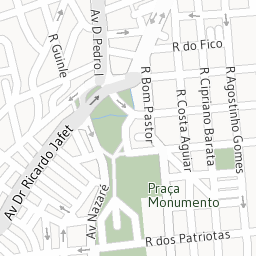 R Guinle
Av D Pedro I
R do Fico
R Bom Pastor
R Costa Aguiar
R Cipriano Barata
R Agostinho Gomes
Av Dr Ricardo Jafet
Av Nazaré
Praça
Monumento
R dos Patriotas